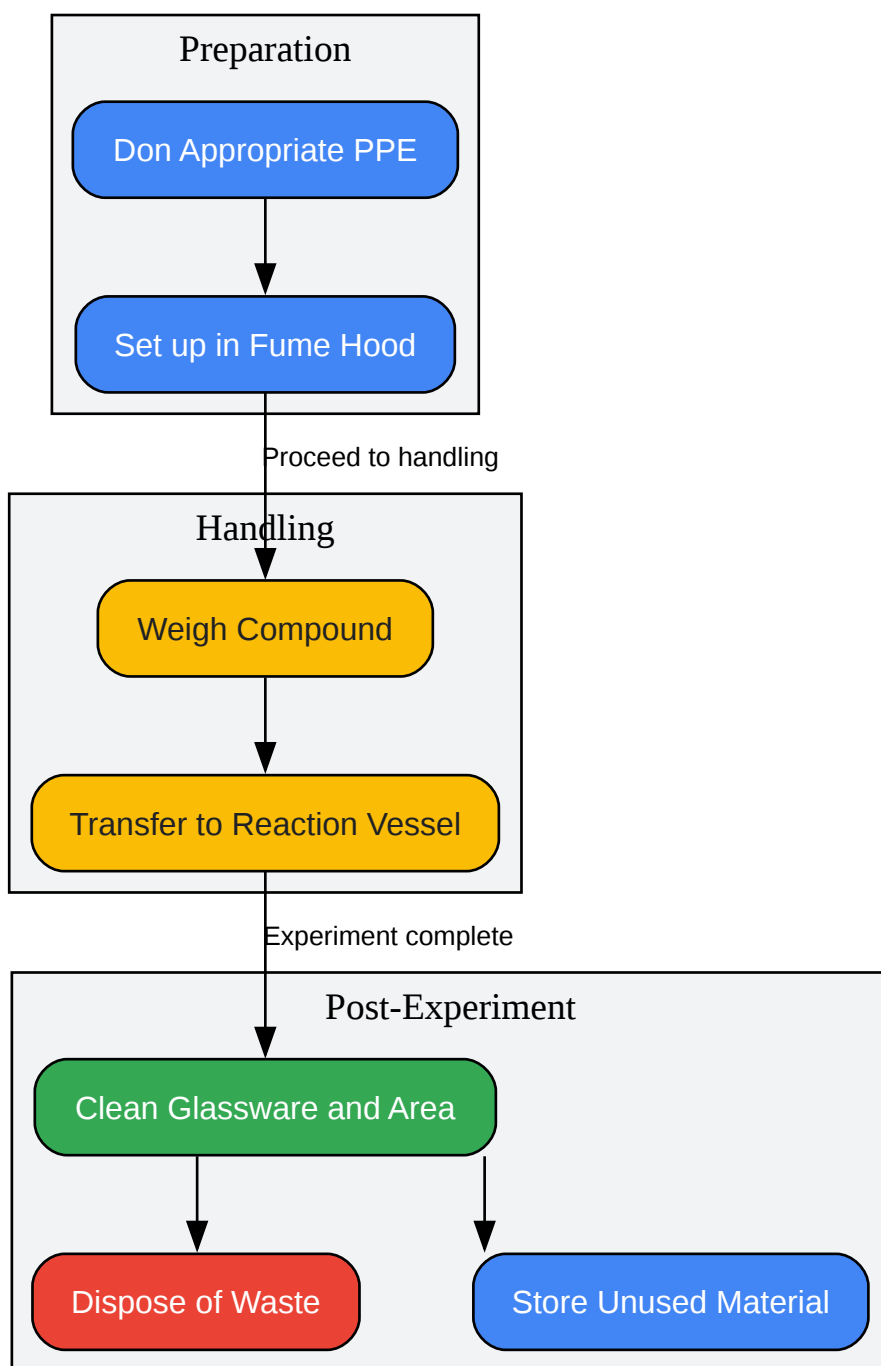 Preparation
Don Appropriate PPE
Set up in Fume Hood
Proceed to handling
Handling
Weigh Compound
Transfer to Reaction Vessel
Experiment complete
Post-Experiment
Clean Glassware and Area
Dispose of Waste
Store Unused Material